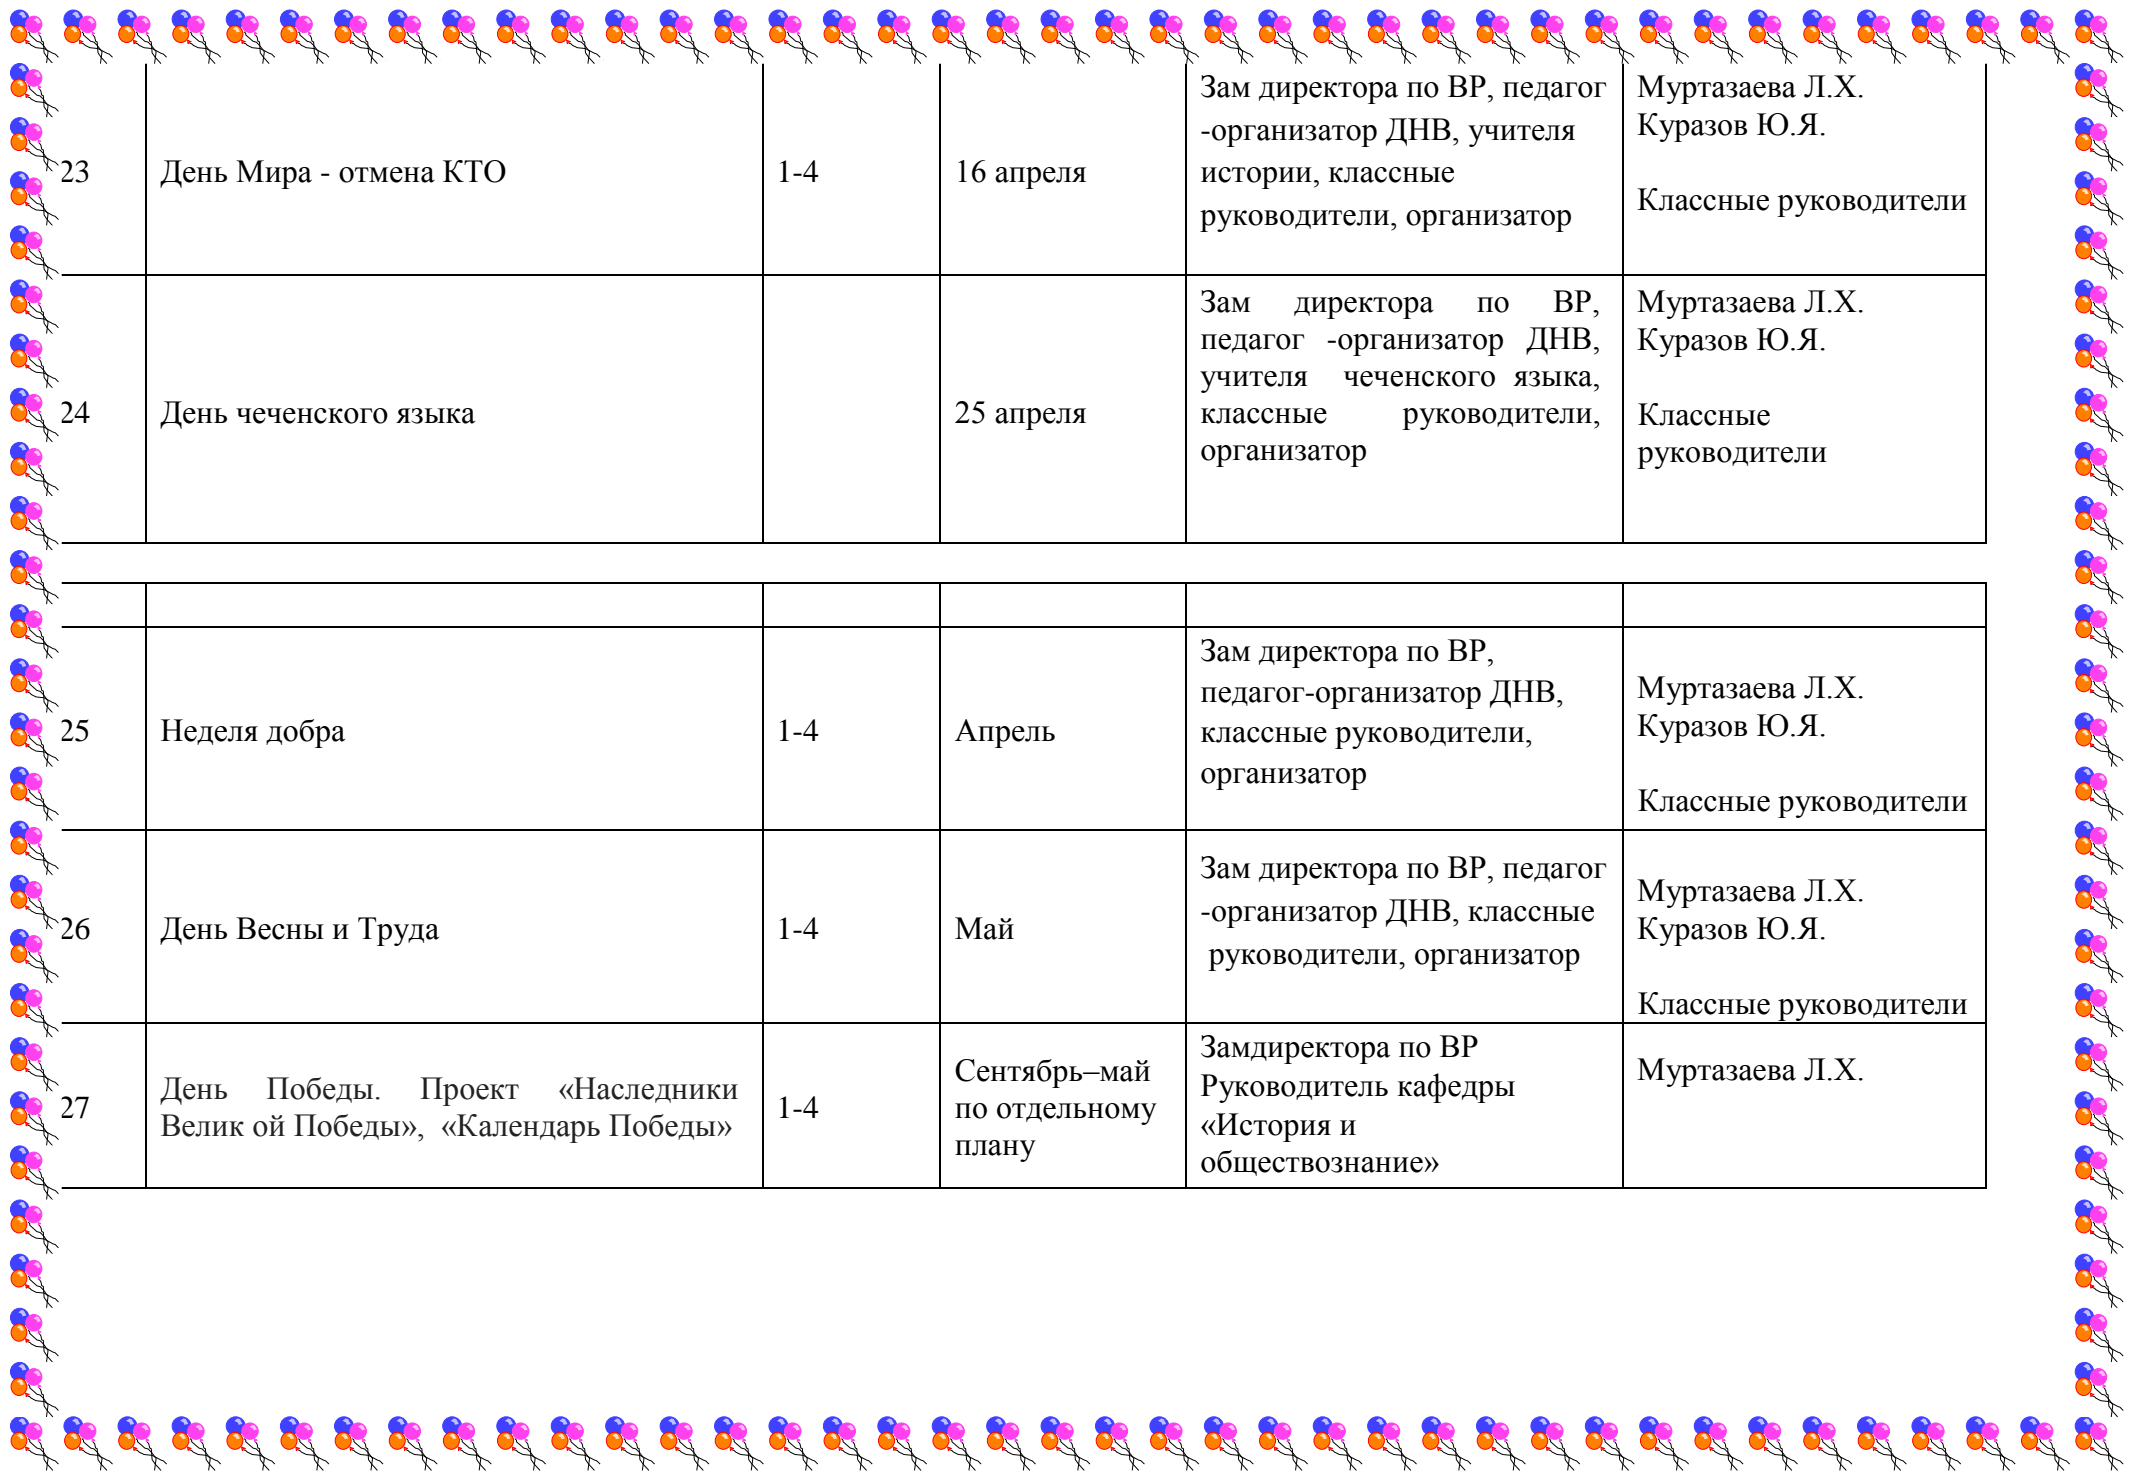 23
День Мира - отмена КТО
1-4
16 апреля
Зам директора по ВР, педагог
-организатор ДНВ, учителя
истории, классные
руководители, организатор
Муртазаева Л.Х.
Куразов Ю.Я.
Классные руководители
24
День чеченского языка
25 апреля
Зам директора по ВР,
педагог -организатор ДНВ,
учителя чеченского языка,
классные руководители,
организатор
Муртазаева Л.Х.
Куразов Ю.Я.
Классные
руководители
25
Неделя добра
1-4
Апрель
Зам директора по ВР,
педагог-организатор ДНВ,
классные руководители,
организатор
Муртазаева Л.Х.
Куразов Ю.Я.
Классные руководители
26
День Весны и Труда
1-4
Май
Зам директора по ВР, педагог
-организатор ДНВ, классные
руководители, организатор
Муртазаева Л.Х.
Куразов Ю.Я.
Классные руководители
27
День Победы. Проект «Наследники
Велик ой Победы», «Календарь Победы»
1-4
Сентябрь–май
по отдельному
плану
Замдиректора по ВР
Руководитель кафедры
«История и
обществознание»
Муртазаева Л.Х.